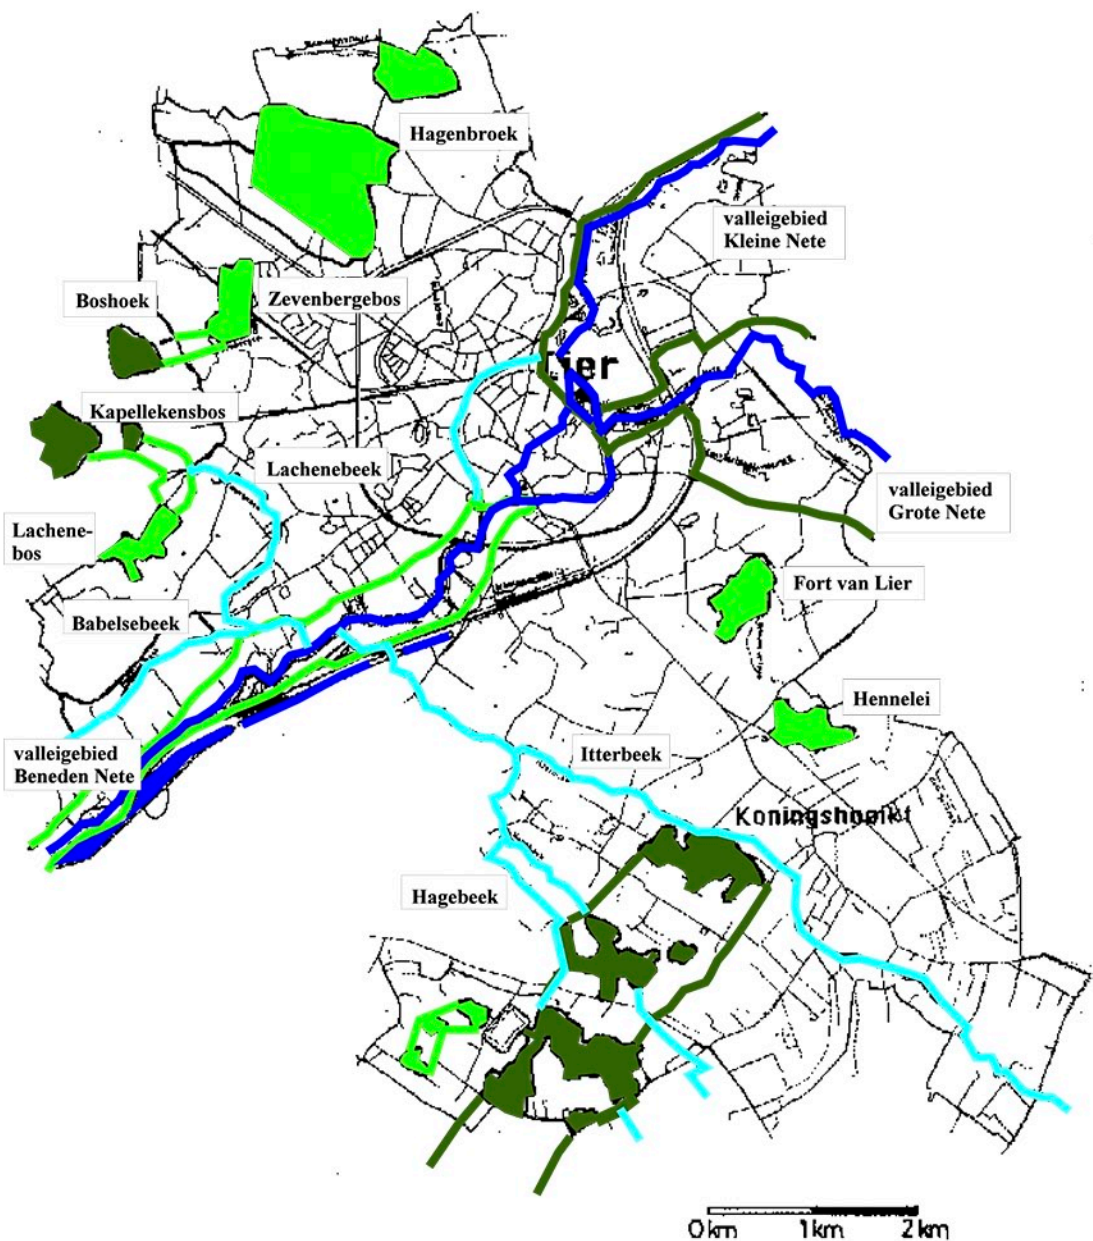 Hagenbroek
valleigebied
Kleine Nete
Boshoek
Zevenbergebos
Lier
Kapellekensbos
Lachenebeek
valleigebied
Grote Nete
Lachene-
bos
Fort van Lier
Babelsebeek
Hennelei
valleigebied
Beneden Nete
Itterbeek
Hagebeek
0km 1km 2km